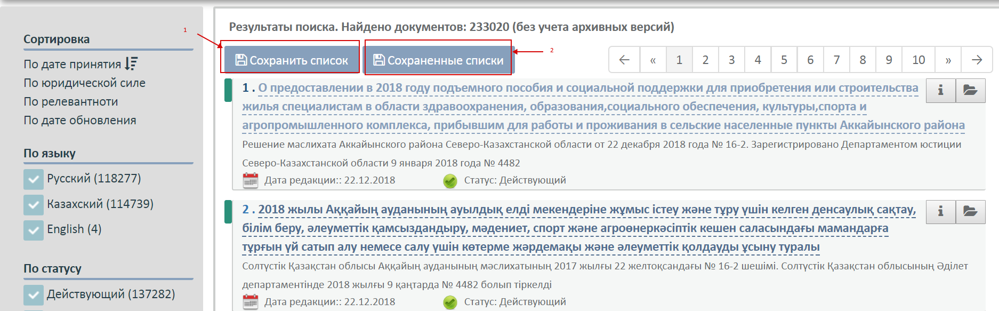 1
Сортировка
По дате принятия
По юридической силе
По релевантноти
По дате обновления
По языку
Русский (118277)
Казахский (114739)
English (4)
По статусу
Действующий (137282)
Результаты поиска. Найдено документов: 233020 (без учета архивных версий)
Сохранить список
Сохраненные списки
2
← « 1 2 3 4 5 6 7 8 9 10 » →
1 . О предоставлении в 2018 году подъемного пособия и социальной поддержки для приобретения или строительства
жилья специалистам в области здравоохранения, образования,социального обеспечения, культуры,спорта и
агропромышленного комплекса, прибывшим для работы и проживания в сельские населенные пункты Аккайынского района
Решение маслихата Аккайынского района Северо-Казахстанской области от 22 декабря 2018 года № 16-2. Зарегистрировано Департаментом юстиции
Северо-Казахстанской области 9 января 2018 года № 4482
Дата редакции:: 22.12.2018
Статус: Действующий
2 . 2018 жылы Аққайың ауданының ауылдық елді мекендеріне жұмыс істеу және тұру үшін келген денсаулық сақтау,
білім беру, әлеуметтік қамсыздандыру, мәдениет, спорт және агроөнеркәсіптік кешен саласындағы мамандарға
тұрғын үй сатып алу немесе салу үшін көтерме жәрдемақы және әлеуметтік қолдауды ұсыну туралы
Солтүстік Қазақстан облысы Аққайың ауданының мәслихатының 2017 жылғы 22 желтоқсандағы № 16-2 шешімі. Солтүстік Қазақстан облысының Әділет
департаментінде 2018 жылғы 9 қаңтарда № 4482 болып тіркелді
Дата редакции:: 22.12.2018
Статус: Действующий